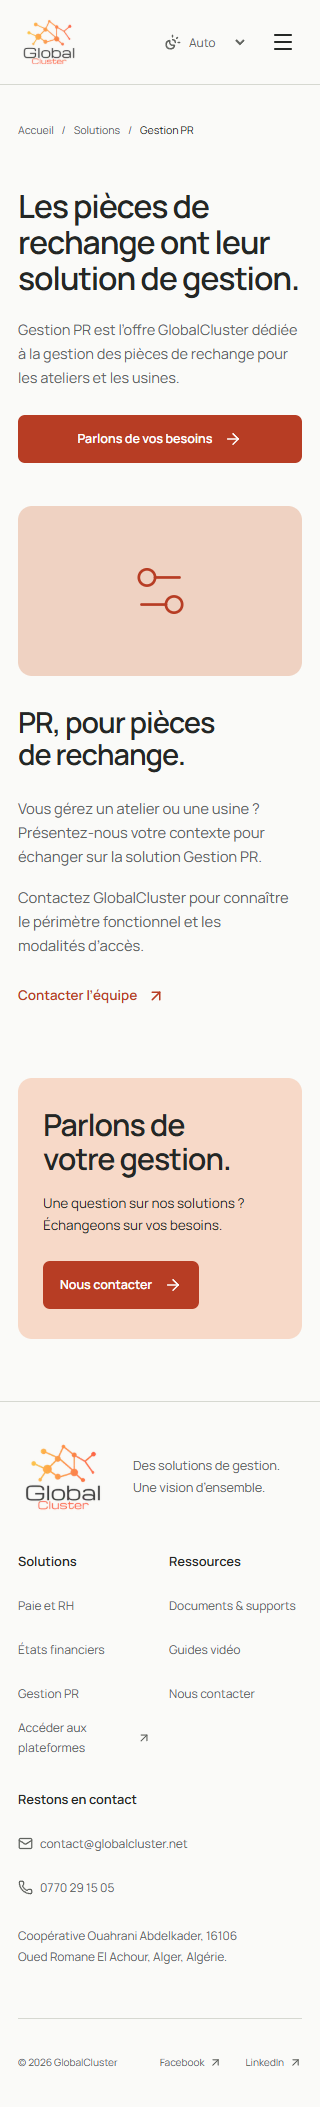 Global
Cluster
Auto
Accueil / Solutions / Gestion PR
Les pièces de
rechange ont leur
solution de gestion.
Gestion PR est l’offre GlobalCluster dédiée
à la gestion des pièces de rechange pour
les ateliers et les usines.
Parlons de vos besoins
PR, pour pièces
de rechange.
Vous gérez un atelier ou une usine ?
Présentez-nous votre contexte pour
échanger sur la solution Gestion PR.
Contactez GlobalCluster pour connaître
le périmètre fonctionnel et les
modalités d’accès.
Contacter l’équipe
Parlons de
votre gestion.
Une question sur nos solutions ?
Échangeons sur vos besoins.
Nous contacter
Global
Cluster
Des solutions de gestion.
Une vision d’ensemble.
Solutions
Paie et RH
États financiers
Gestion PR
Accéder aux
plateformes
Ressources
Documents & supports
Guides vidéo
Nous contacter
Restons en contact
contact@globalcluster.net
0770 29 15 05
Coopérative Ouahrani Abdelkader, 16106
Oued Romane El Achour, Alger, Algérie.
© 2026 GlobalCluster
Facebook
LinkedIn